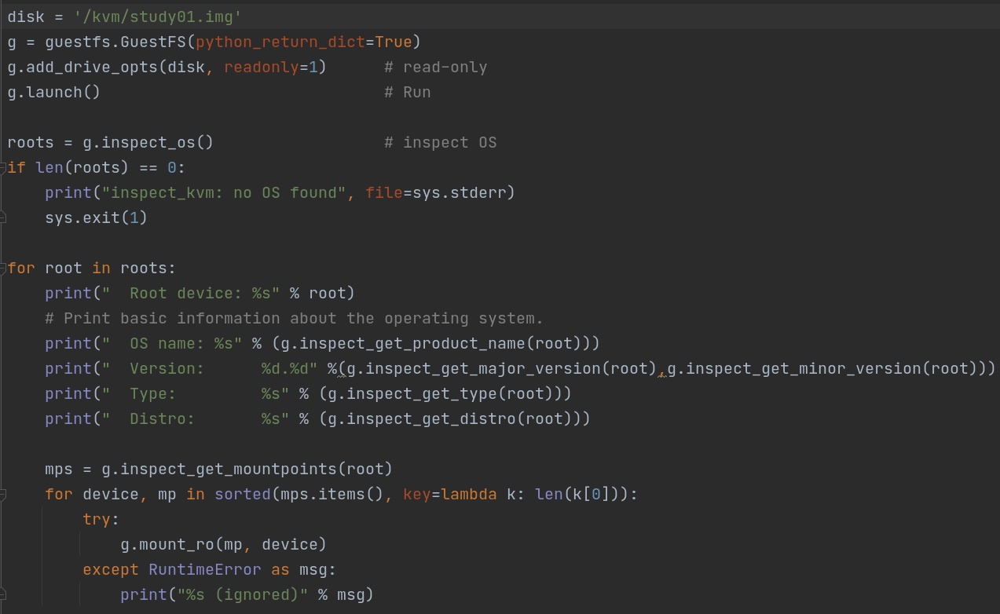 disk = '/kvm/study01.img'
g = guestfs.GuestFS(python_return_dict=True)
g.add_drive_opts(disk, readonly=1)      # read-only
g.launch()                              # Run

roots = g.inspect_os()                  # inspect OS
if len(roots) == 0:
    print("inspect_kvm: no OS found", file=sys.stderr)
    sys.exit(1)

for root in roots:
    print("  Root device: %s" % root)
    # Print basic information about the operating system.
    print("  OS name: %s" % (g.inspect_get_product_name(root)))
    print("  Version:      %d.%d" %(g.inspect_get_major_version(root),g.inspect_get_minor_version(root)))
    print("  Type:         %s" % (g.inspect_get_type(root)))
    print("  Distro:       %s" % (g.inspect_get_distro(root)))

    mps = g.inspect_get_mountpoints(root)
    for device, mp in sorted(mps.items(), key=lambda k: len(k[0])):
        try:
            g.mount_ro(mp, device)
        except RuntimeError as msg:
            print("%s (ignored)" % msg)